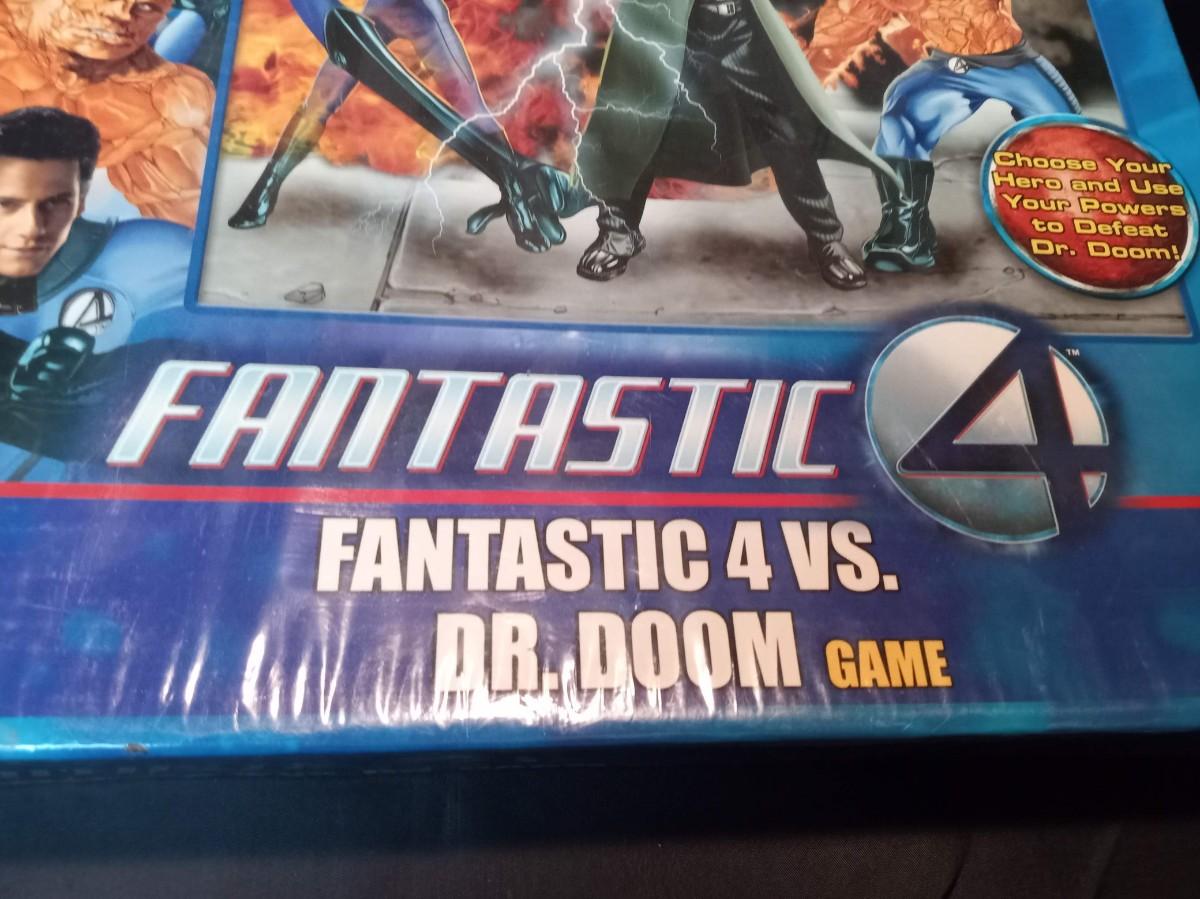 Choose Your
Hero and Use
Your Powers
to Defeat
Dr. Doom!
FANTASTIC 4 ™
FANTASTIC 4 VS.
DR. DOOM GAME